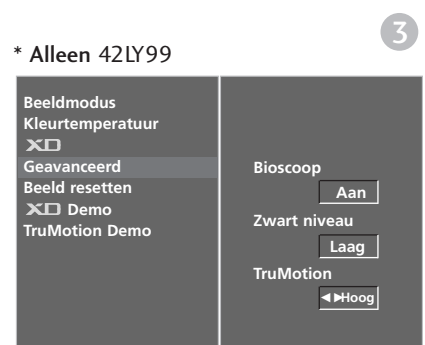 3
* Alleen 42LY99
Beeldmodus
Kleurtemperatuur
XD
Geavanceerd
Beeld resetten
XD Demo
TruMotion Demo
Bioscoop
Aan
Zwart niveau
Laag
TruMotion
◄►Hoog